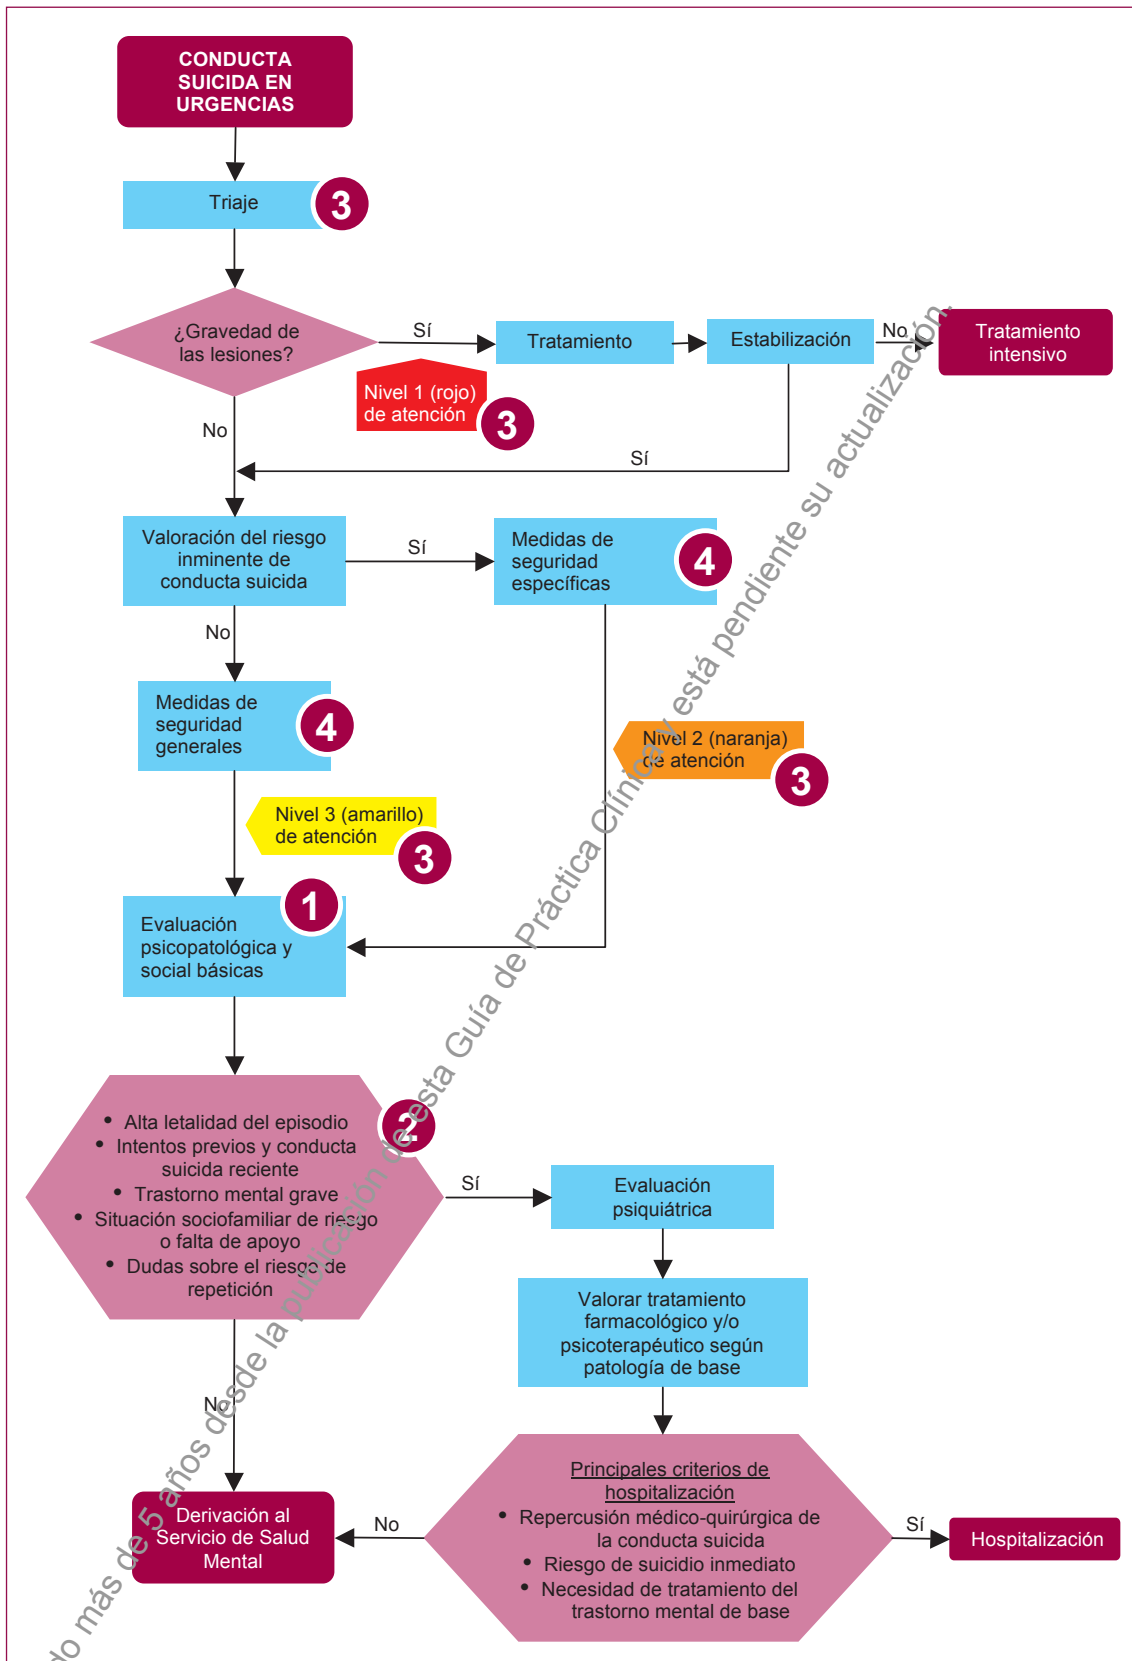 CONDUCTA
SUICIDA EN
URGENCIAS
Triaje
3
¿Gravedad de
las lesiones?
Sí
Tratamiento
Estabilización
No
Tratamiento
intensivo
Nivel 1 (rojo)
de atención
3
No
Sí
Valoración del riesgo
inminente de
conducta suicida
Sí
Medidas de
seguridad
específicas
4
No
Medidas de
seguridad
generales
4
Nivel 2 (naranja)
de atención
3
Nivel 3 (amarillo)
de atención
3
1
Evaluación
psicopatológica y
social básicas
2
• Alta letalidad del episodio
• Intentos previos y conducta
suicida reciente
• Trastorno mental grave
• Situación sociofamiliar de riesgo
o falta de apoyo
• Dudas sobre el riesgo de
repetición
Sí
Evaluación
psiquiátrica
Valorar tratamiento
farmacológico y/o
psicoterapéutico según
patología de base
No
Principales criterios de
hospitalización
• Repercusión médico-quirúrgica de
la conducta suicida
• Riesgo de suicidio inmediato
• Necesidad de tratamiento del
trastorno mental de base
No
Derivación al
Servicio de Salud
Mental
Sí
Hospitalización
do más de 5 años desde la publicación de esta Guía de Práctica Clínica y está pendiente su actualización.